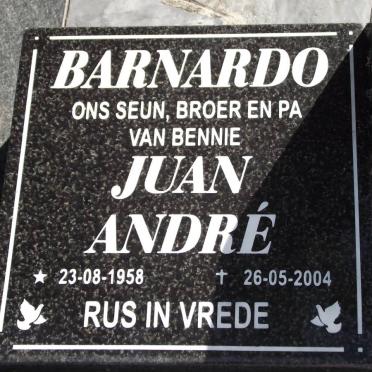 BARNARDO
ONS SEUN, BROER EN PA
VAN BENNIE
JUAN
ANDRÉ
★ 23-08-1958 ✝ 26-05-2004
RUS IN VREDE